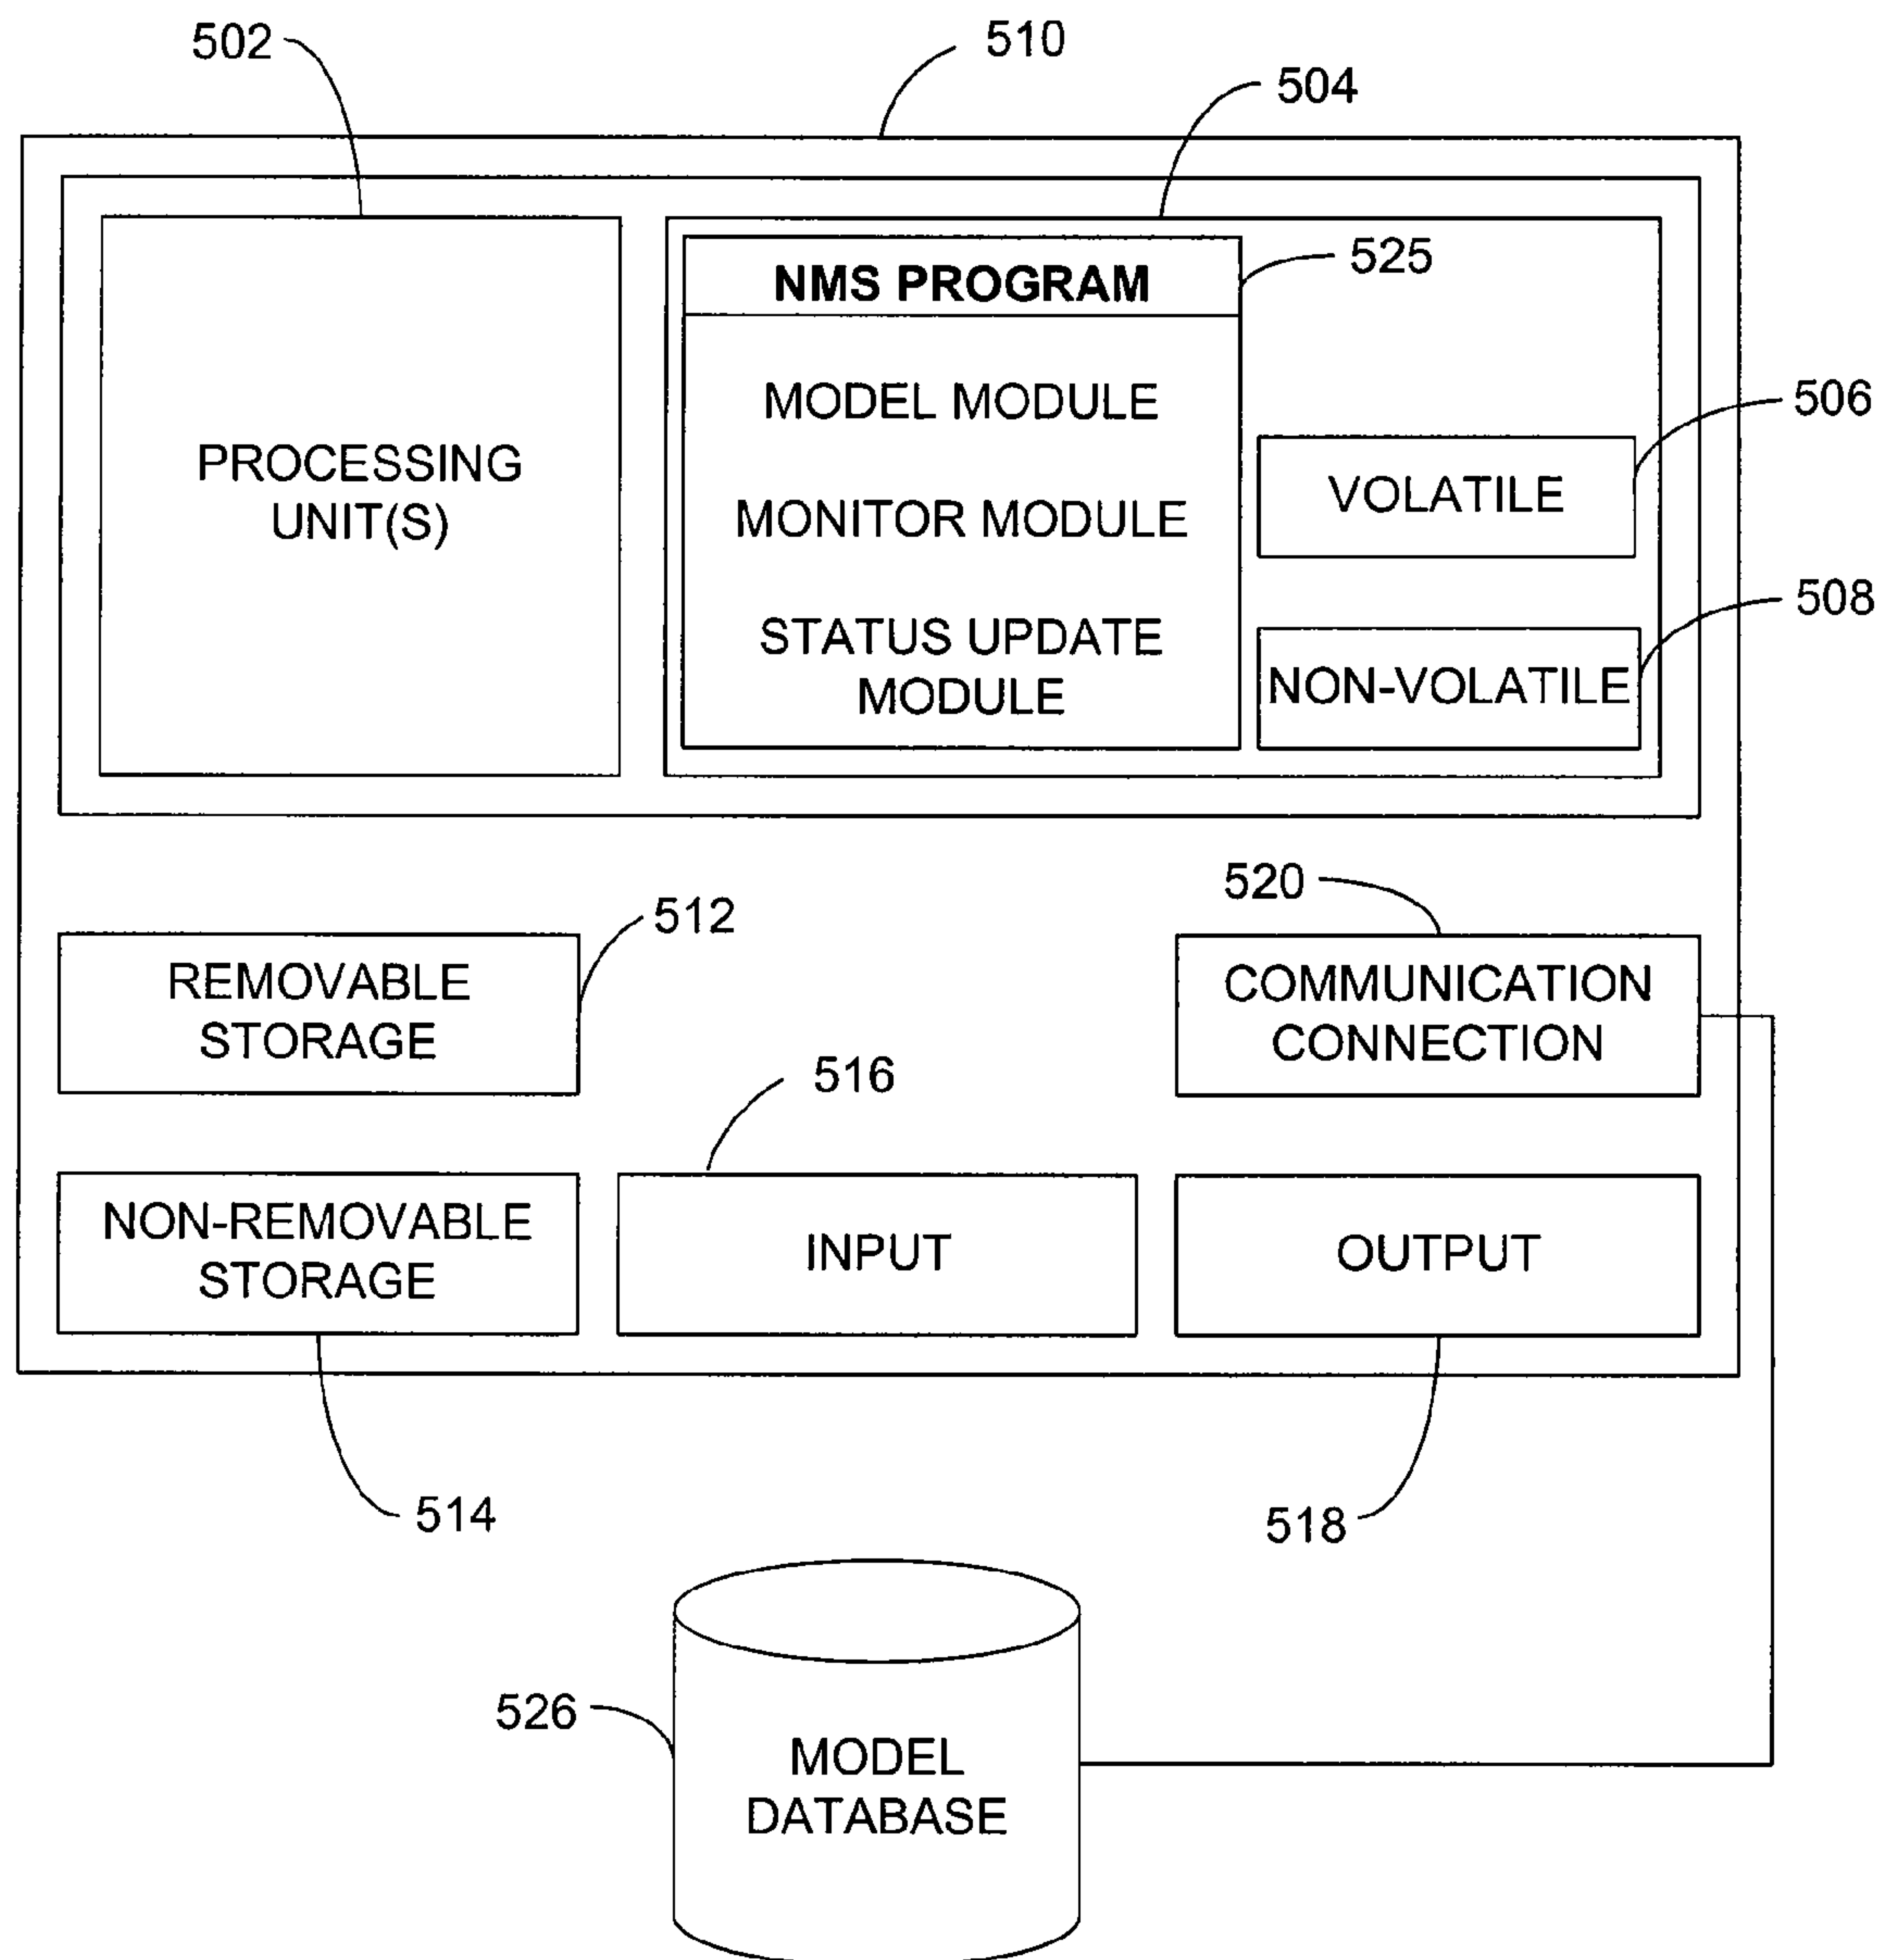 502
510
504
525
NMS PROGRAM
MODEL MODULE
506
PROCESSING
UNIT(S)
VOLATILE
MONITOR MODULE
508
STATUS UPDATE
MODULE
NON-VOLATILE
520
512
REMOVABLE
STORAGE
COMMUNICATION
CONNECTION
516
NON-REMOVABLE
STORAGE
INPUT
OUTPUT
514
518
526
MODEL
DATABASE